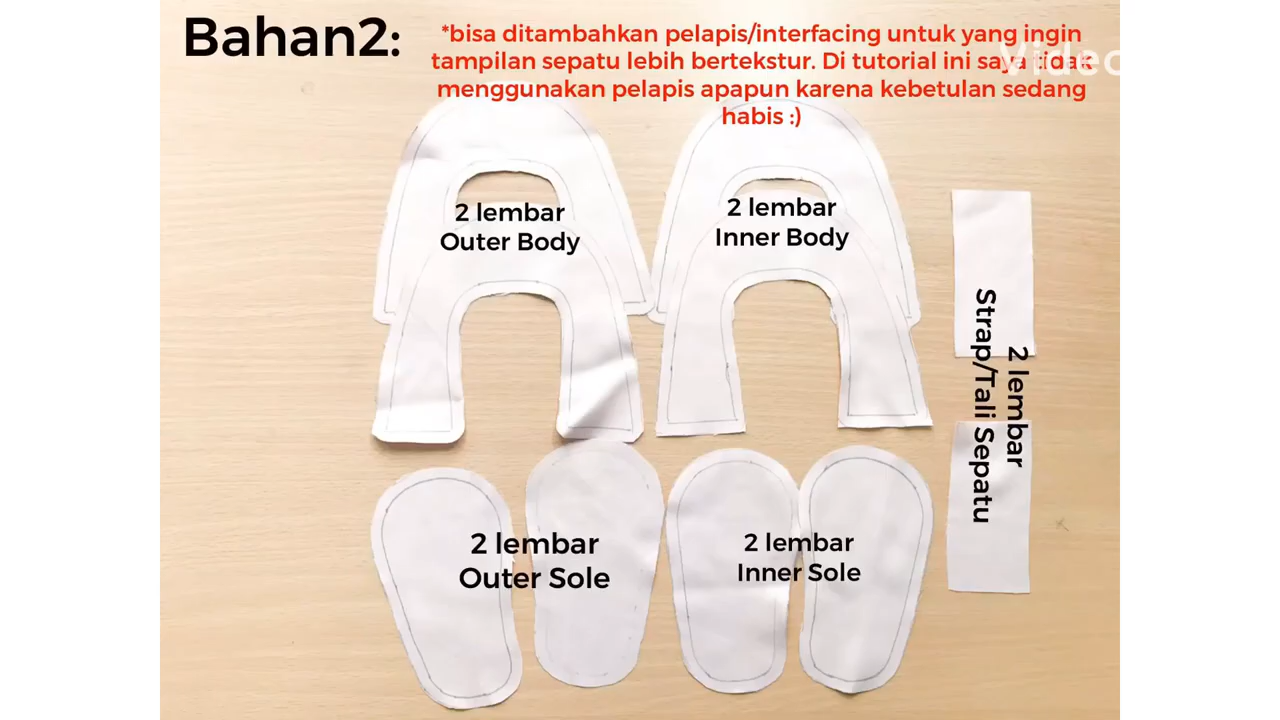 Bahan2:
*bisa ditambahkan pelapis/interfacing untuk yang ingin
tampilan sepatu lebih bertekstur. Di tutorial ini saya tidak
menggunakan pelapis apapun karena kebetulan sedang
habis :)
Video
2 lembar
Outer Body
2 lembar
Inner Body
2 lembar
Strap/Tali Sepatu
2 lembar
Outer Sole
2 lembar
Inner Sole